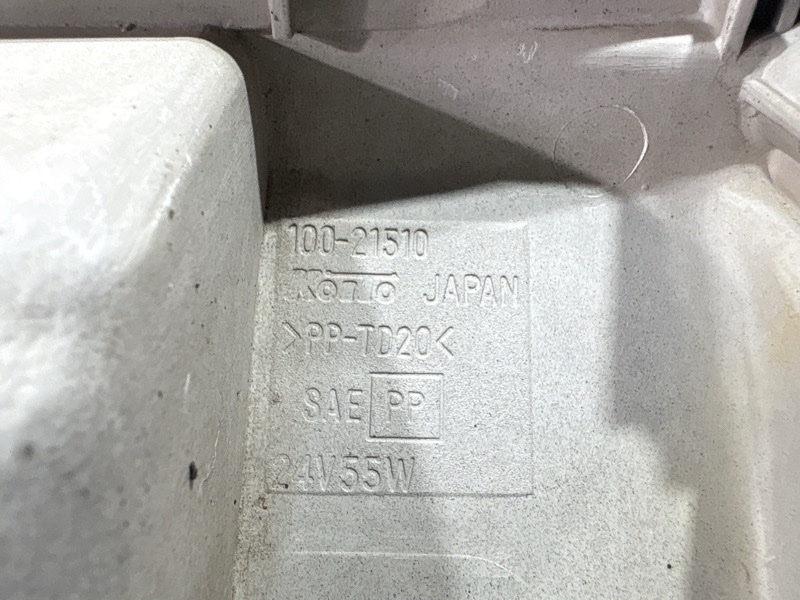 100-21510
KOITO JAPAN
>PP-TD20<
SAE PP
24V55W